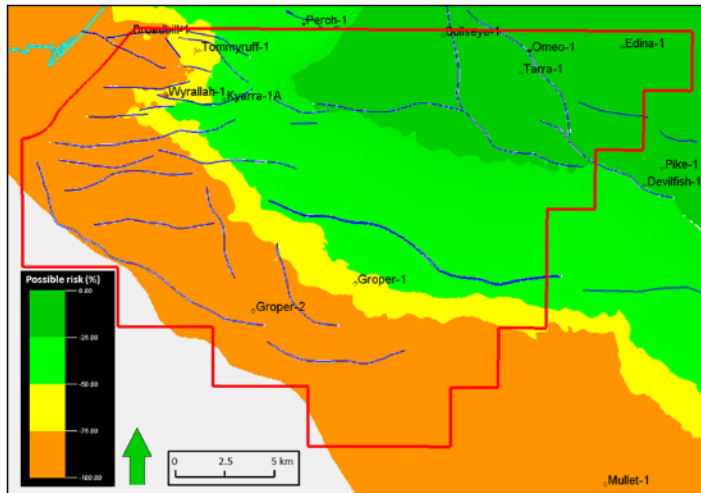 Perch-1
Browdbill-1
Bullseye-1
Tommyruff-1
Omeo-1
Edina-1
Tarra-1
Wyrallah-1
Kyarra-1A
Pike-1
Devilfish-1
Groper-1
Groper-2
Possible risk (%)
0.00
-25.00
-50.00
-75.00
-100.00
0 2.5 5 km
Mullet-1